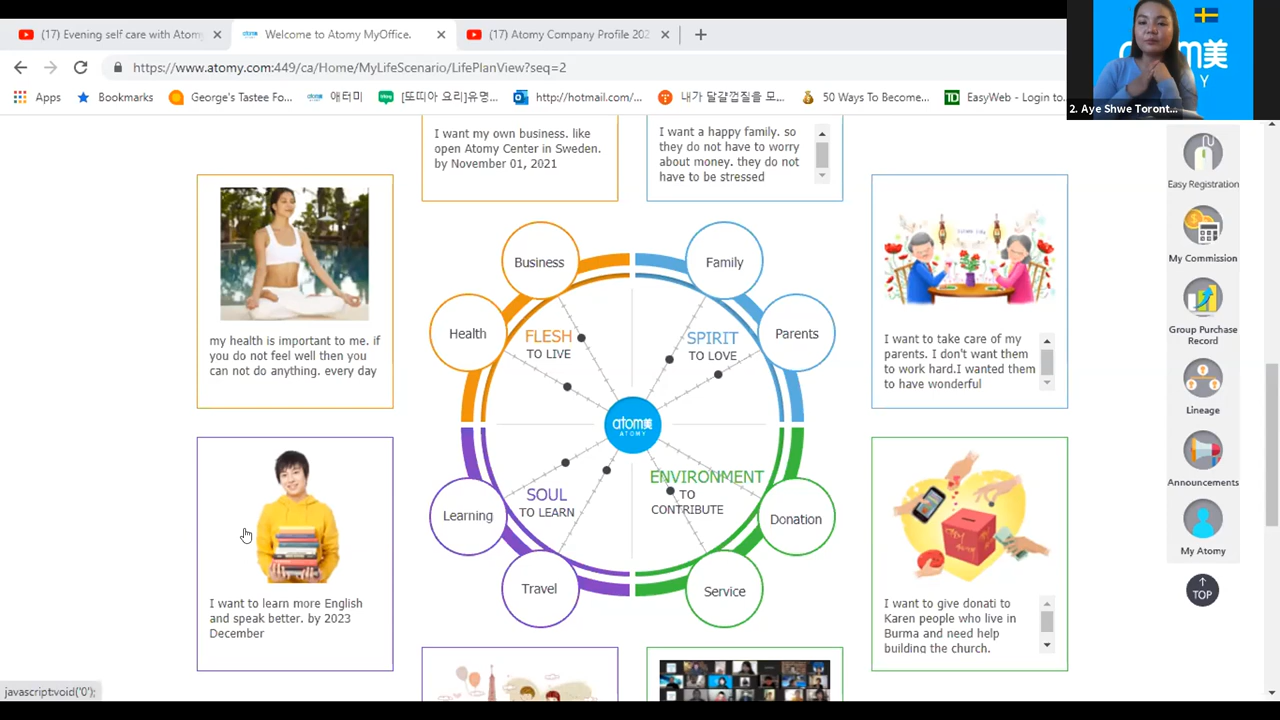 (17) Evening self care with Atomy
Welcome to Atomy MyOffice.
(17) Atomy Company Profile 202
https://www.atomy.com:449/ca/Home/MyLifeScenario/LifePlanView?seq=2
Apps
Bookmarks
George's Tastee Fo...
애터미
[또띠아 요리]유명...
http://hotmail.com/...
내가 달걀껍질을 모...
50 Ways To Become...
EasyWeb - Login to...
2. Aye Shwe Toront...
I want my own business. like
open Atomy Center in Sweden.
by November 01, 2021
I want a happy family. so
they do not have to worry
about money. they do not
have to be stressed
my health is important to me. if
you do not feel well then you
can not do anything. every day
I want to take care of my
parents. I don't want them
to work hard.I wanted them
to have wonderful
Business
Family
Health
Parents
FLESH
TO LIVE
SPIRIT
TO LOVE
atom美
ATOMY
SOUL
TO LEARN
ENVIRONMENT
TO
CONTRIBUTE
Learning
Donation
Travel
Service
I want to learn more English
and speak better. by 2023
December
I want to give donati to
Karen people who live in
Burma and need help
building the church.
Easy Registration
My Commission
Group Purchase
Record
Lineage
Announcements
My Atomy
TOP
javascript:void('0');